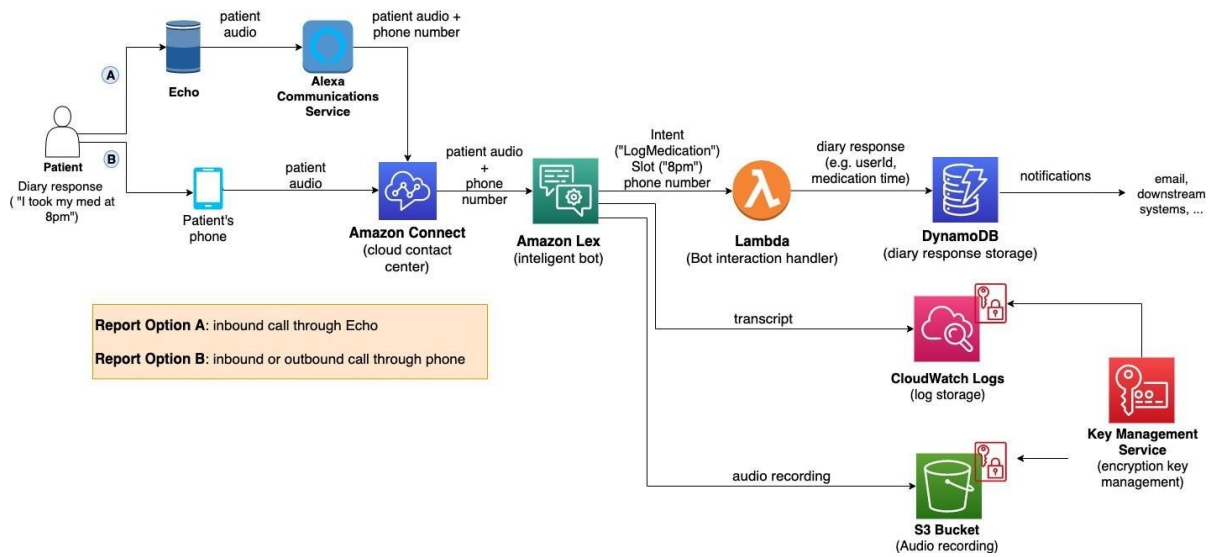 patient
audio
patient audio +
phone number
A
Echo
Alexa
Communications
Service
B
Patient
Diary response
( "I took my med at
8pm")
patient
audio
Patient's
phone
Amazon Connect
(cloud contact
center)
patient audio
+
phone
number
Amazon Lex
(inteligent bot)
Intent
("LogMedication")
Slot ("8pm")
phone number
Lambda
(Bot interaction handler)
diary response
(e.g. userId,
medication time)
DynamoDB
(diary response storage)
notifications
email,
downstream
systems, ...
Report Option A: inbound call through Echo
Report Option B: inbound or outbound call through phone
transcript
CloudWatch Logs
(log storage)
Key Management
Service
(encryption key
management)
audio recording
S3 Bucket
(Audio recording)